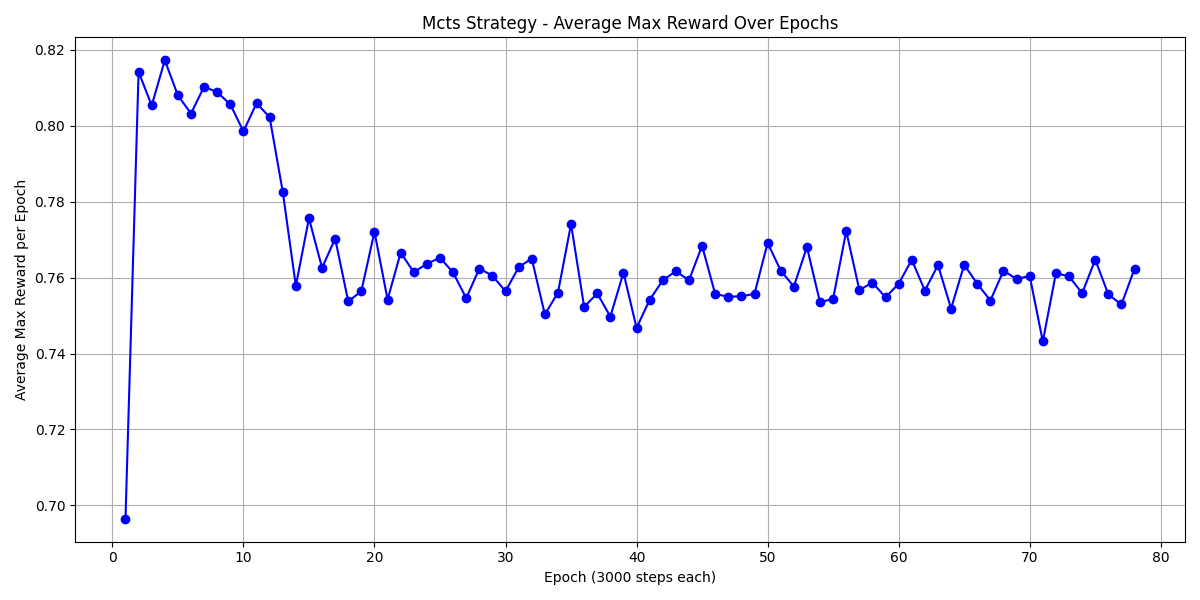 Mcts Strategy - Average Max Reward Over Epochs
Average Max Reward per Epoch
0.82
0.80
0.78
0.76
0.74
0.72
0.70
0 10 20 30 40 50 60 70 80
Epoch (3000 steps each)